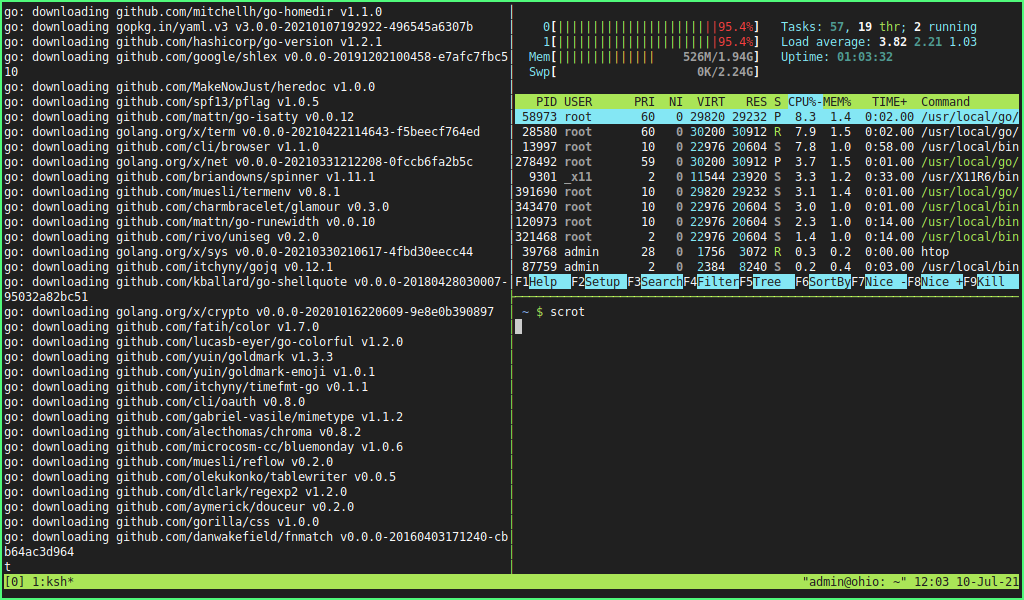 go: downloading github.com/mitchellh/go-homedir v1.1.0
go: downloading gopkg.in/yaml.v3 v3.0.0-20210107192922-496545a6307b
go: downloading github.com/hashicorp/go-version v1.2.1
go: downloading github.com/google/shlex v0.0.0-20191202100458-e7afc7fbc5
10
go: downloading github.com/MakeNowJust/heredoc v1.0.0
go: downloading github.com/spf13/pflag v1.0.5
go: downloading github.com/mattn/go-isatty v0.0.12
go: downloading golang.org/x/term v0.0.0-20210422114643-f5beecf764ed
go: downloading github.com/cli/browser v1.1.0
go: downloading golang.org/x/net v0.0.0-20210331212208-0fccb6fa2b5c
go: downloading github.com/briandowns/spinner v1.11.1
go: downloading github.com/muesli/termenv v0.8.1
go: downloading github.com/charmbracelet/glamour v0.3.0
go: downloading github.com/mattn/go-runewidth v0.0.10
go: downloading github.com/rivo/uniseg v0.2.0
go: downloading golang.org/x/sys v0.0.0-20210330210617-4fbd30eecc44
go: downloading github.com/itchyny/gojq v0.12.1
go: downloading github.com/kballard/go-shellquote v0.0.0-20180428030007-
95032a82bc51
go: downloading golang.org/x/crypto v0.0.0-20201016220609-9e8e0b390897
go: downloading github.com/fatih/color v1.7.0
go: downloading github.com/lucasb-eyer/go-colorful v1.2.0
go: downloading github.com/yuin/goldmark v1.3.3
go: downloading github.com/yuin/goldmark-emoji v1.0.1
go: downloading github.com/itchyny/timefmt-go v0.1.1
go: downloading github.com/cli/oauth v0.8.0
go: downloading github.com/gabriel-vasile/mimetype v1.1.2
go: downloading github.com/alecthomas/chroma v0.8.2
go: downloading github.com/microcosm-cc/bluemonday v1.0.6
go: downloading github.com/muesli/reflow v0.2.0
go: downloading github.com/olekukonko/tablewriter v0.0.5
go: downloading github.com/dlclark/regexp2 v1.2.0
go: downloading github.com/aymerick/douceur v0.2.0
go: downloading github.com/gorilla/css v1.0.0
go: downloading github.com/danwakefield/fnmatch v0.0.0-20160403171240-cb
b64ac3d964
t
0[|||||||||||||||||||||||95.4%] Tasks: 57, 19 thr; 2 running
1[|||||||||||||||||||||||95.4%] Load average: 3.82 2.21 1.03
Mem[|||||||||||||| 526M/1.94G] Uptime: 01:03:32
Swp[ 0K/2.24G]
PID USER PRI NI VIRT RES S CPU%-MEM% TIME+ Command
58973 root 60 0 29820 29232 P 8.3 1.4 0:02.00 /usr/local/go/
28580 root 60 0 30200 30912 R 7.9 1.5 0:02.00 /usr/local/go/
13997 root 10 0 22976 20604 S 7.8 1.0 0:58.00 /usr/local/bin
278492 root 59 0 30200 30912 P 3.7 1.5 0:01.00 /usr/local/go/
9301 _x11 2 0 11544 23920 S 3.3 1.2 0:33.00 /usr/X11R6/bin
391690 root 10 0 29820 29232 S 3.1 1.4 0:01.00 /usr/local/go/
343470 root 10 0 22976 20604 S 3.0 1.0 0:01.00 /usr/local/bin
120973 root 10 0 22976 20604 S 2.3 1.0 0:14.00 /usr/local/bin
321468 root 2 0 22976 20604 S 1.4 1.0 0:14.00 /usr/local/bin
39768 admin 28 0 1756 3072 R 0.3 0.2 0:00.00 htop
87759 admin 2 0 2384 8240 S 0.2 0.4 0:03.00 /usr/local/bin
F1Help F2Setup F3SearchF4FilterF5Tree F6SortByF7Nice -F8Nice +F9Kill
~ $ scrot
[0] 1:ksh* "admin@ohio: ~" 12:03 10-Jul-21